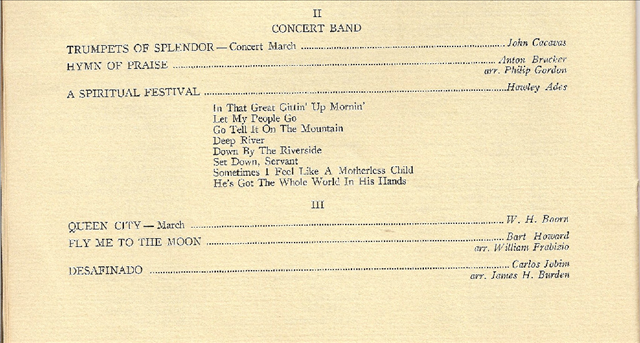 II
CONCERT BAND
TRUMPETS OF SPLENDOR — Concert March ........ John Cacavas
HYMN OF PRAISE ........ Anton Brucker
arr. Philip Gordon
A SPIRITUAL FESTIVAL ........ Hawley Ades
In That Great Gittin' Up Mornin'
Let My People Go
Go Tell It On The Mountain
Deep River
Down By The Riverside
Set Down, Servant
Sometimes I Feel Like A Motherless Child
He's Got The Whole World In His Hands
III
QUEEN CITY — March ........ W. H. Boorn
FLY ME TO THE MOON ........ Bart Howard
arr. William Frabizio
DESAFINADO ........ Carlos Jobim
arr. James H. Burden